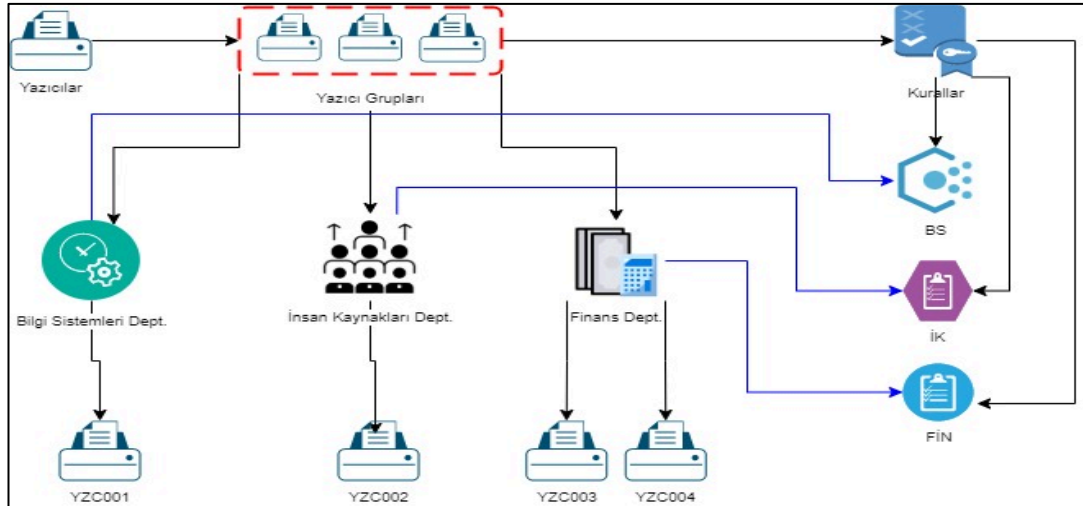 Yazıcılar
Yazıcı Grupları
Kurallar
BS
Bilgi Sistemleri Dept.
İnsan Kaynakları Dept.
Finans Dept.
İK
FİN
YZC001
YZC002
YZC003
YZC004